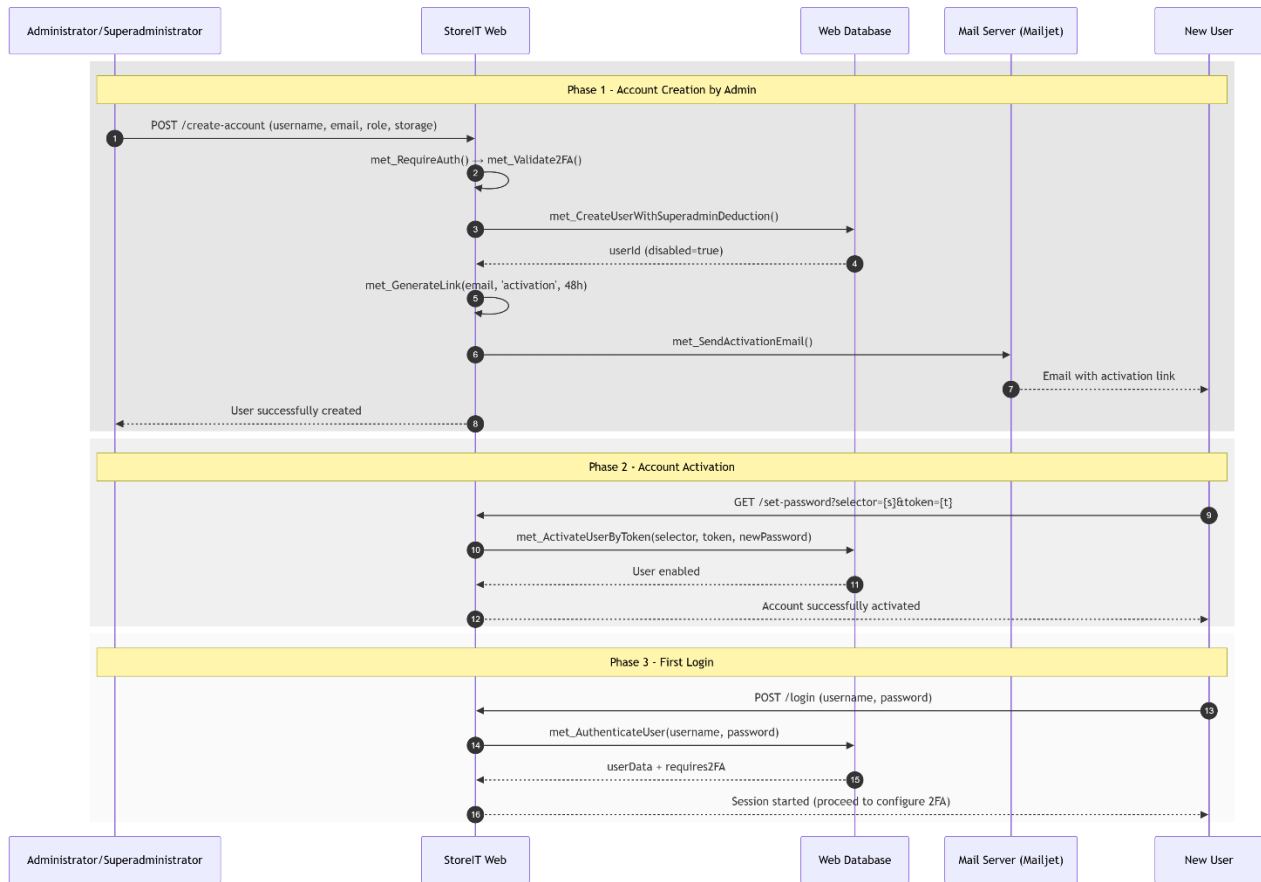 Administrator/Superadministrator
StoreIT Web
Web Database
Mail Server (Mailjet)
New User
Phase 1 - Account Creation by Admin
1
POST /create-account (username, email, role, storage)
met_RequireAuth() → met_Validate2FA()
2
met_CreateUserWithSuperadminDeduction()
3
userId (disabled=true)
4
met_GenerateLink(email, 'activation', 48h)
5
met_SendActivationEmail()
6
Email with activation link
7
User successfully created
8
Phase 2 - Account Activation
GET /set-password?selector=[s]&token=[t]
9
met_ActivateUserByToken(selector, token, newPassword)
10
User enabled
11
Account successfully activated
12
Phase 3 - First Login
POST /login (username, password)
13
met_AuthenticateUser(username, password)
14
userData + requires2FA
15
Session started (proceed to configure 2FA)
16
Administrator/Superadministrator
StoreIT Web
Web Database
Mail Server (Mailjet)
New User